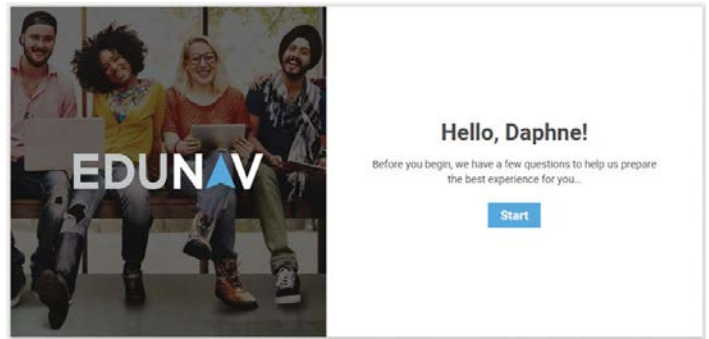 EDUNAV
Hello, Daphne!
Before you begin, we have a few questions to help us prepare
the best experience for you...
Start